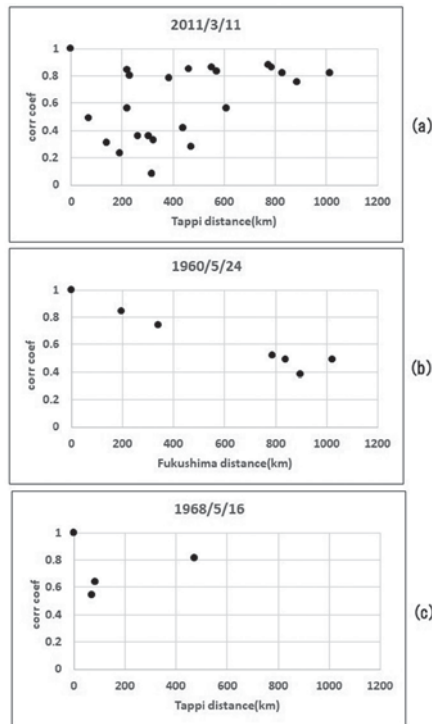 2011/3/11
1
0.8
0.6
0.4
0.2
0
corr coef
0 200 400 600 800 1000 1200
Tappi distance(km)
(a)
1960/5/24
1
0.8
0.6
0.4
0.2
0
corr coef
0 200 400 600 800 1000 1200
Fukushima distance(km)
(b)
1968/5/16
1
0.8
0.6
0.4
0.2
0
corr coef
0 200 400 600 800 1000 1200
Tappi distance(km)
(c)